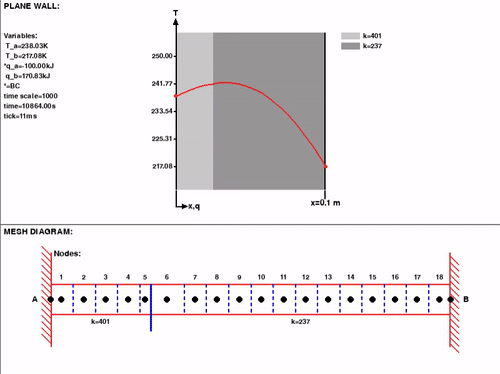 PLANE WALL:
T
Variables:
T_a=238.03K
T_b=217.08K
*q_a=-100.00kJ
q_b=170.83kJ
*=BC
time scale=1000
time=10864.00s
tick=11ms
k=401
k=237
250.00
241.77
233.54
225.31
217.08
x,q
x=0.1 m
MESH DIAGRAM:
Nodes:
1 2 3 4 5 6 7 8 9 10 11 12 13 14 15 16 17 18
A B
k=401 k=237